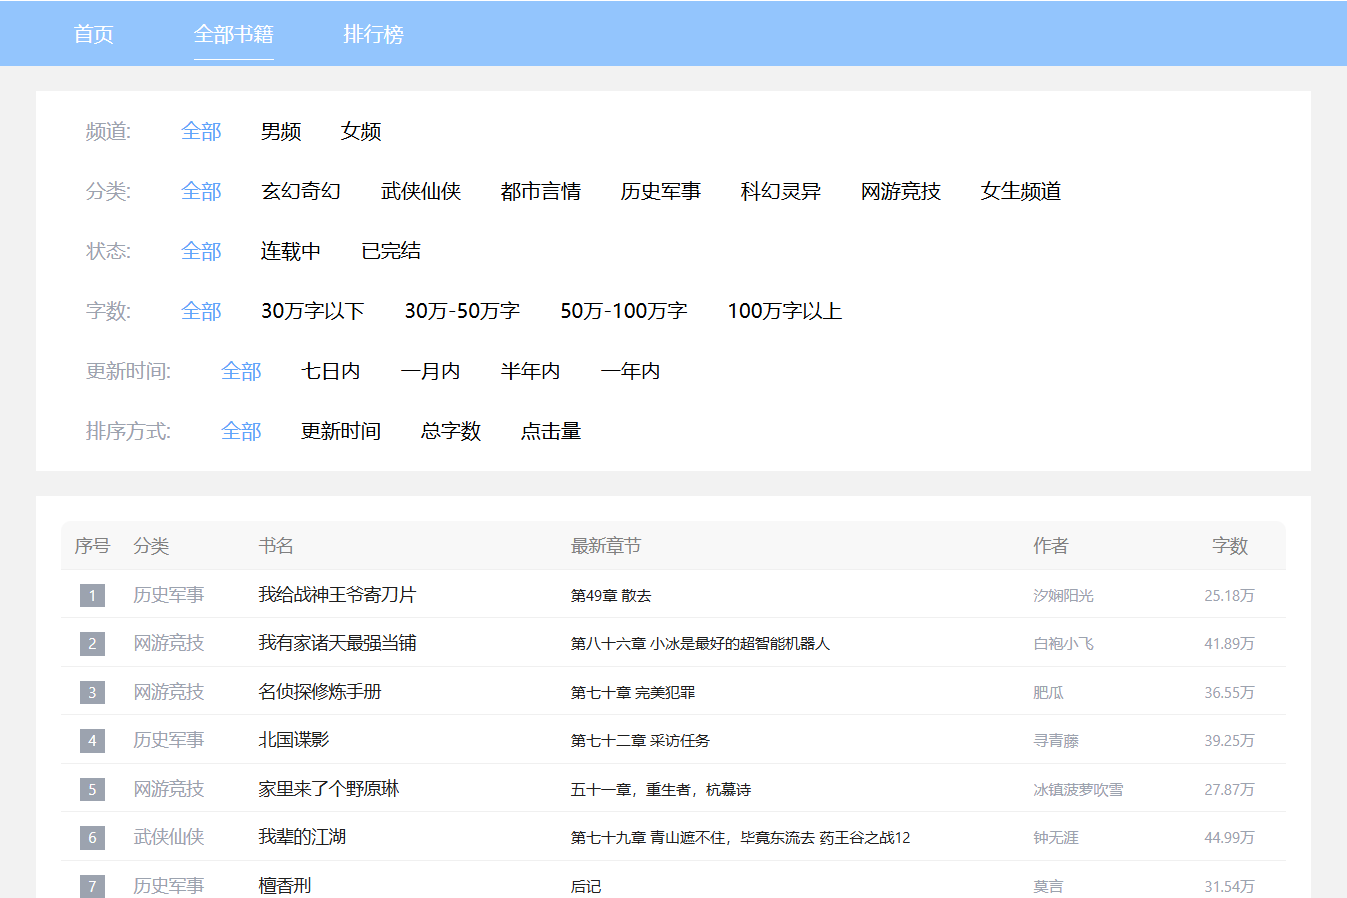 首页 全部书籍 排行榜
频道: 全部 男频 女频
分类: 全部 玄幻奇幻 武侠仙侠 都市言情 历史军事 科幻灵异 网游竞技 女生频道
状态: 全部 连载中 已完结
字数: 全部 30万字以下 30万-50万字 50万-100万字 100万字以上
更新时间: 全部 七日内 一月内 半年内 一年内
排序方式: 全部 更新时间 总字数 点击量
序号 分类 书名 最新章节 作者 字数
1 历史军事 我给战神王爷寄刀片 第49章 散去 汐娴阳光 25.18万
2 网游竞技 我有家诸天最强当铺 第八十六章 小冰是最好的超智能机器人 白袍小飞 41.89万
3 网游竞技 名侦探修炼手册 第七十章 完美犯罪 肥瓜 36.55万
4 历史军事 北国谍影 第七十二章 采访任务 寻青藤 39.25万
5 网游竞技 家里来了个野原琳 五十一章，重生者，杭慕诗 冰镇菠萝吹雪 27.87万
6 武侠仙侠 我辈的江湖 第七十九章 青山遮不住，毕竟东流去 药王谷之战12 钟无涯 44.99万
7 历史军事 檀香刑 后记 莫言 31.54万